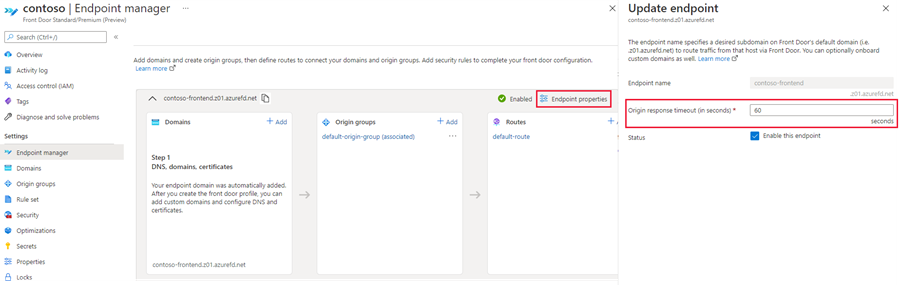 contoso | Endpoint manager
Front Door Standard/Premium (Preview)
Search (Ctrl+/)
«
Overview
Activity log
Access control (IAM)
Tags
Diagnose and solve problems
Settings
Endpoint manager
Domains
Origin groups
Rule set
Security
Optimizations
Secrets
Properties
Locks
Add domains and create origin groups, then define routes to connect your domains and origin groups. Add security rules to complete your front door configuration.
Learn more
contoso-frontend.z01.azurefd.net
Enabled
Endpoint properties
Domains
+ Add
Step 1
DNS, domains, certificates
Your endpoint domain was automatically added.
After you create the front door profile, you can
add custom domains and configure DNS and
certificates.
contoso-frontend.z01.azurefd.net
Origin groups
+ Add
default-origin-group (associated)
...
Routes
+ Add
default-route
Update endpoint
contoso-frontend.z01.azurefd.net
The endpoint name specifies a desired subdomain on Front Door's default domain (i.e.
.z01.azurefd.net) to route traffic from that host via Front Door. You can optionally onboard
custom domains as well. Learn more
Endpoint name
contoso-frontend
.z01.azurefd.net
Origin response timeout (in seconds) *
60
seconds
Status
Enable this endpoint